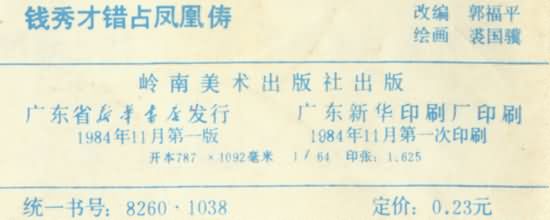 钱秀才错占凤凰俦
改编 郭福平
绘画 裘国骥
岭南美术出版社出版
广东省新华书店发行 广东新华印刷厂印刷
1984年11月第一版 1984年11月第一次印刷
开本787×1092毫米 1/64 印张:1.625
统一书号:8260·1038 定价:0.23元